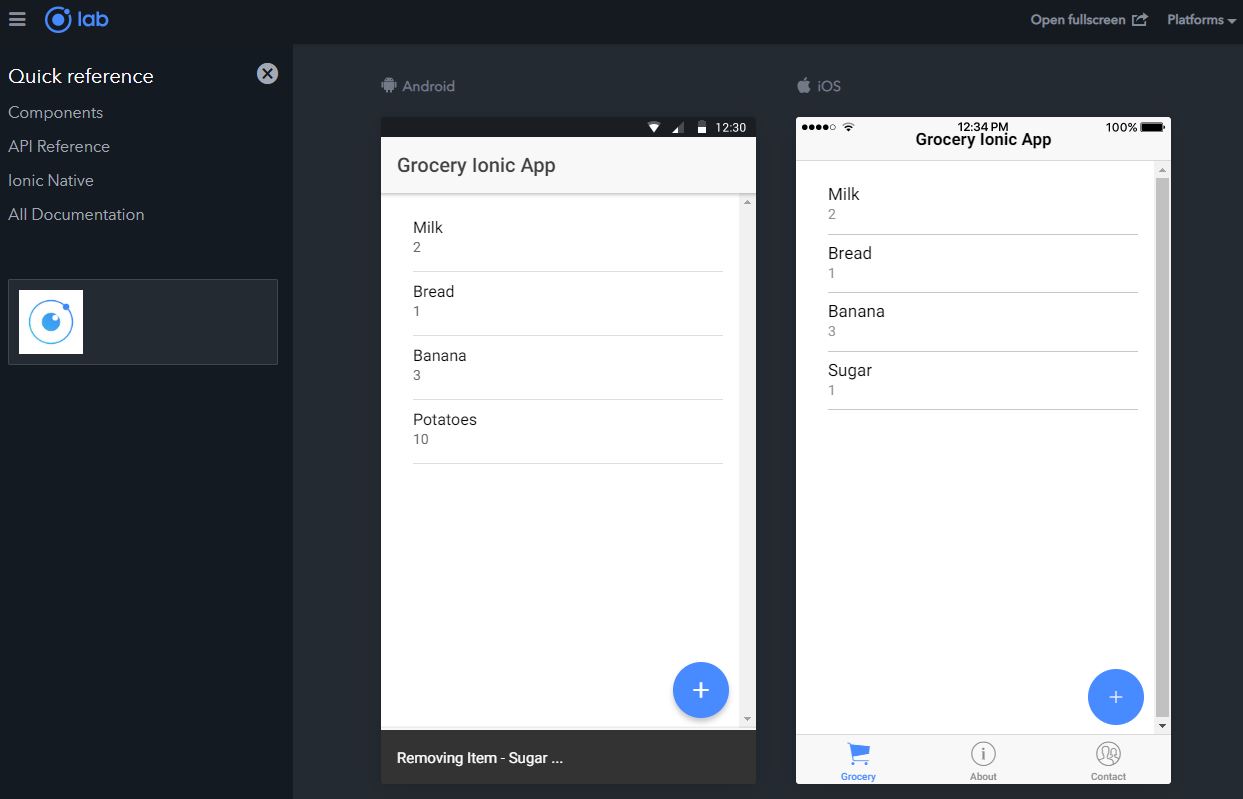 lab
Open fullscreen
Platforms
Quick reference
Components
API Reference
Ionic Native
All Documentation
Android
12:30
Grocery Ionic App
Milk
2
Bread
1
Banana
3
Potatoes
10
+
Removing Item - Sugar ...
iOS
12:34 PM
100%
Grocery Ionic App
Milk
2
Bread
1
Banana
3
Sugar
1
+
Grocery
About
Contact